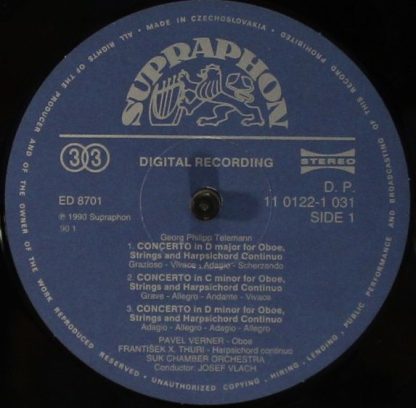 MADE IN CZECHOSLOVAKIA
ALL RIGHTS OF THE PRODUCER AND OF THE OWNER OF THE WORK REPRODUCED RESERVED • UNAUTHORIZED COPYING • HIRING • LENDING • PUBLIC PERFORMANCE AND BROADCASTING OF THIS RECORD PROHIBITED
SUPRAPHON
33 DIGITAL RECORDING STEREO
D. P.
ED 8701 11 0122-1 031
℗ 1990 Supraphon SIDE 1
90 1
Georg Philipp Telemann
1. CONCERTO in D major for Oboe,
Strings and Harpsichord Continuo
Grazioso - Vivace - Adagio - Scherzando
2. CONCERTO in C minor for Oboe,
Strings and Harpsichord Continuo
Grave - Allegro - Andante - Vivace
3. CONCERTO in D minor for Oboe,
Strings and Harpsichord Continuo
Adagio - Allegro - Adagio - Allegro
PAVEL VERNER - Oboe
FRANTIŠEK X. THURI - Harpsichord continuo
SUK CHAMBER ORCHESTRA
Conductor: JOSEF VLACH